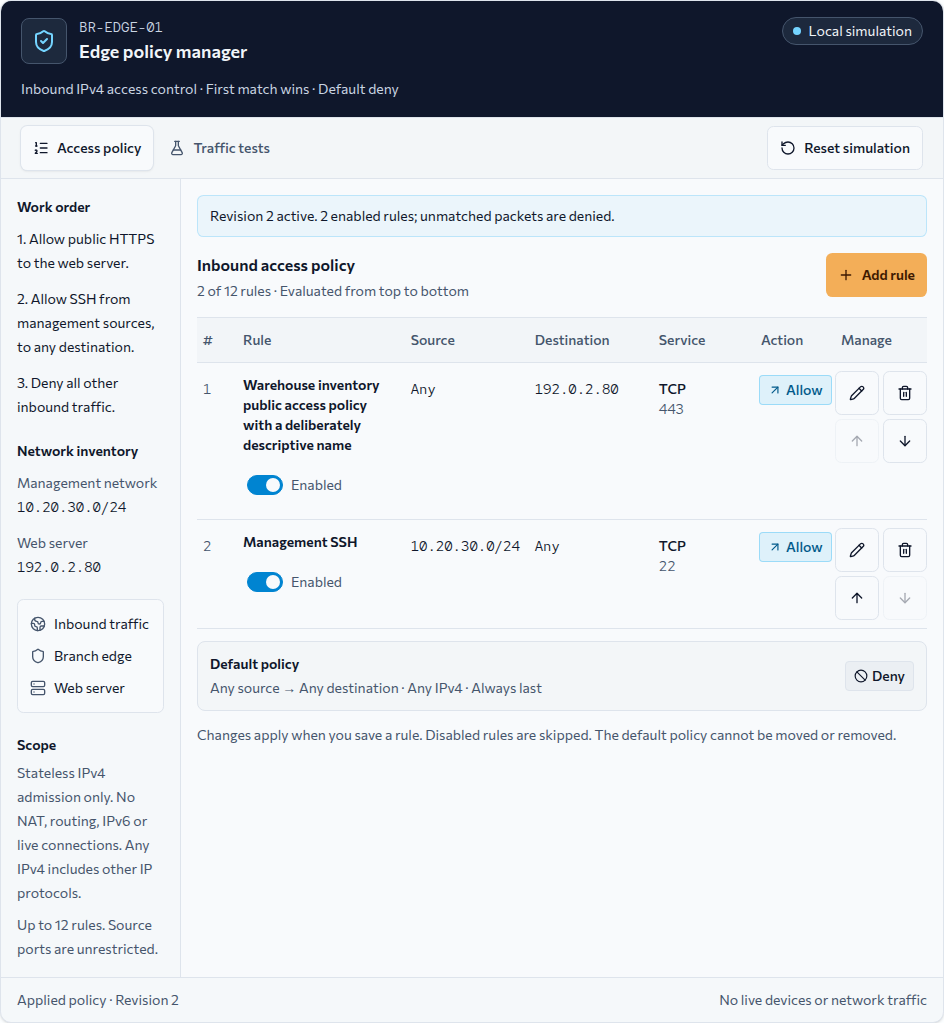 BR-EDGE-01
Edge policy manager
Local simulation
Inbound IPv4 access control · First match wins · Default deny
Access policy
Traffic tests
Reset simulation
Work order
1. Allow public HTTPS
to the web server.
2. Allow SSH from
management sources,
to any destination.
3. Deny all other
inbound traffic.
Network inventory
Management network
10.20.30.0/24
Web server
192.0.2.80
Inbound traffic
Branch edge
Web server
Scope
Stateless IPv4
admission only. No
NAT, routing, IPv6 or
live connections. Any
IPv4 includes other IP
protocols.
Up to 12 rules. Source
ports are unrestricted.
Revision 2 active. 2 enabled rules; unmatched packets are denied.
Inbound access policy
2 of 12 rules · Evaluated from top to bottom
Add rule
# Rule Source Destination Service Action Manage
1 Warehouse inventory Any 192.0.2.80 TCP Allow
public access policy 443
with a deliberately
descriptive name
Enabled
2 Management SSH 10.20.30.0/24 Any TCP Allow
22
Enabled
Default policy
Any source → Any destination · Any IPv4 · Always last
Deny
Changes apply when you save a rule. Disabled rules are skipped. The default policy cannot be moved or removed.
Applied policy · Revision 2
No live devices or network traffic